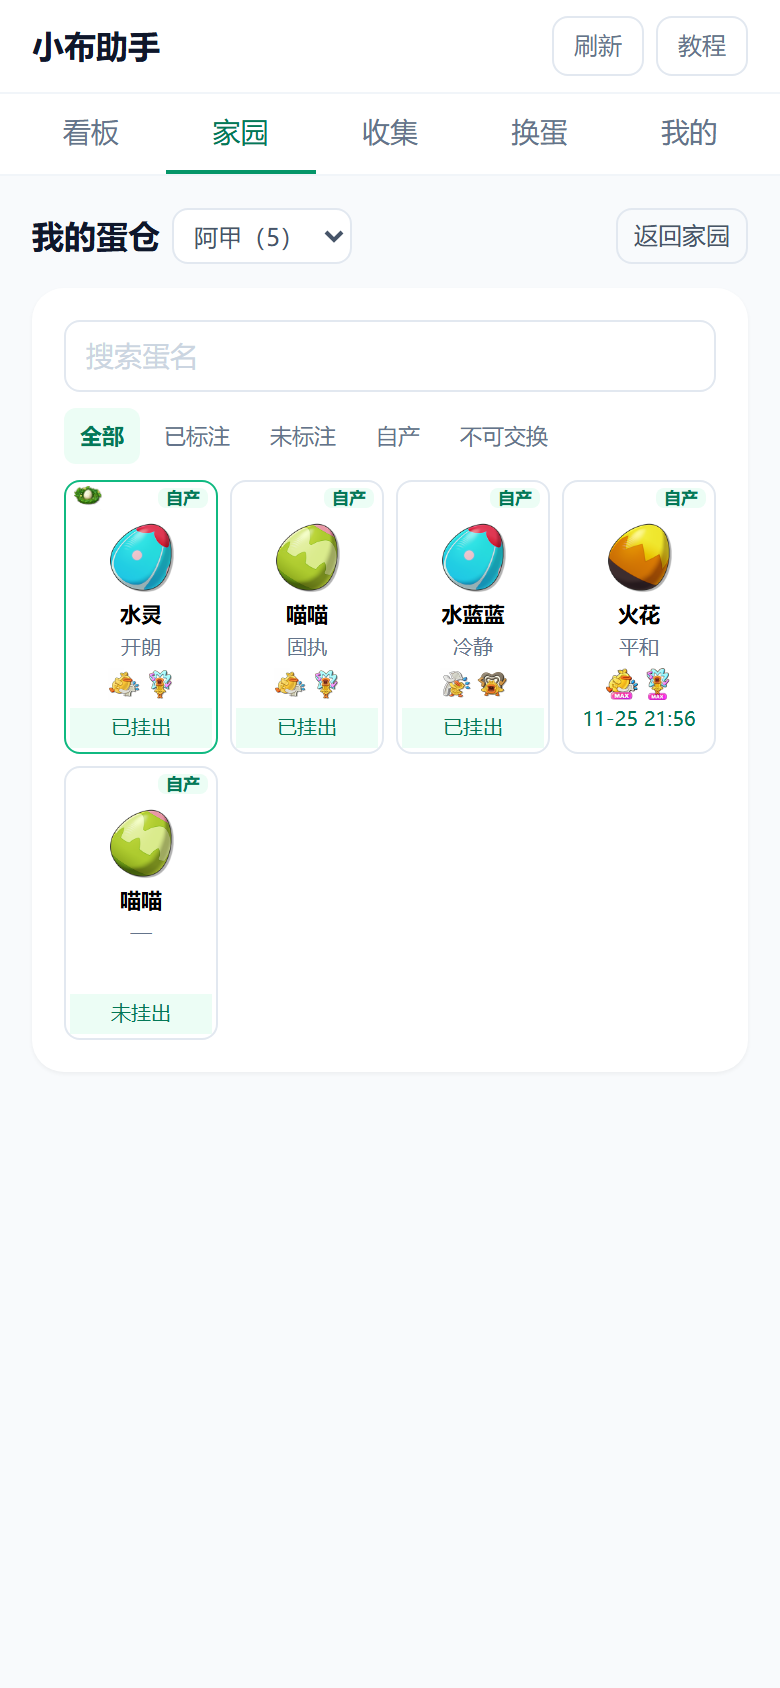 小布助手
刷新
教程
看板
家园
收集
换蛋
我的
我的蛋仓
阿甲（5）
返回家园
搜索蛋名
全部
已标注
未标注
自产
不可交换
自产
水灵
开朗
已挂出
自产
喵喵
固执
已挂出
自产
水蓝蓝
冷静
已挂出
自产
火花
平和
MAX
MAX
11-25 21:56
自产
喵喵
—
未挂出